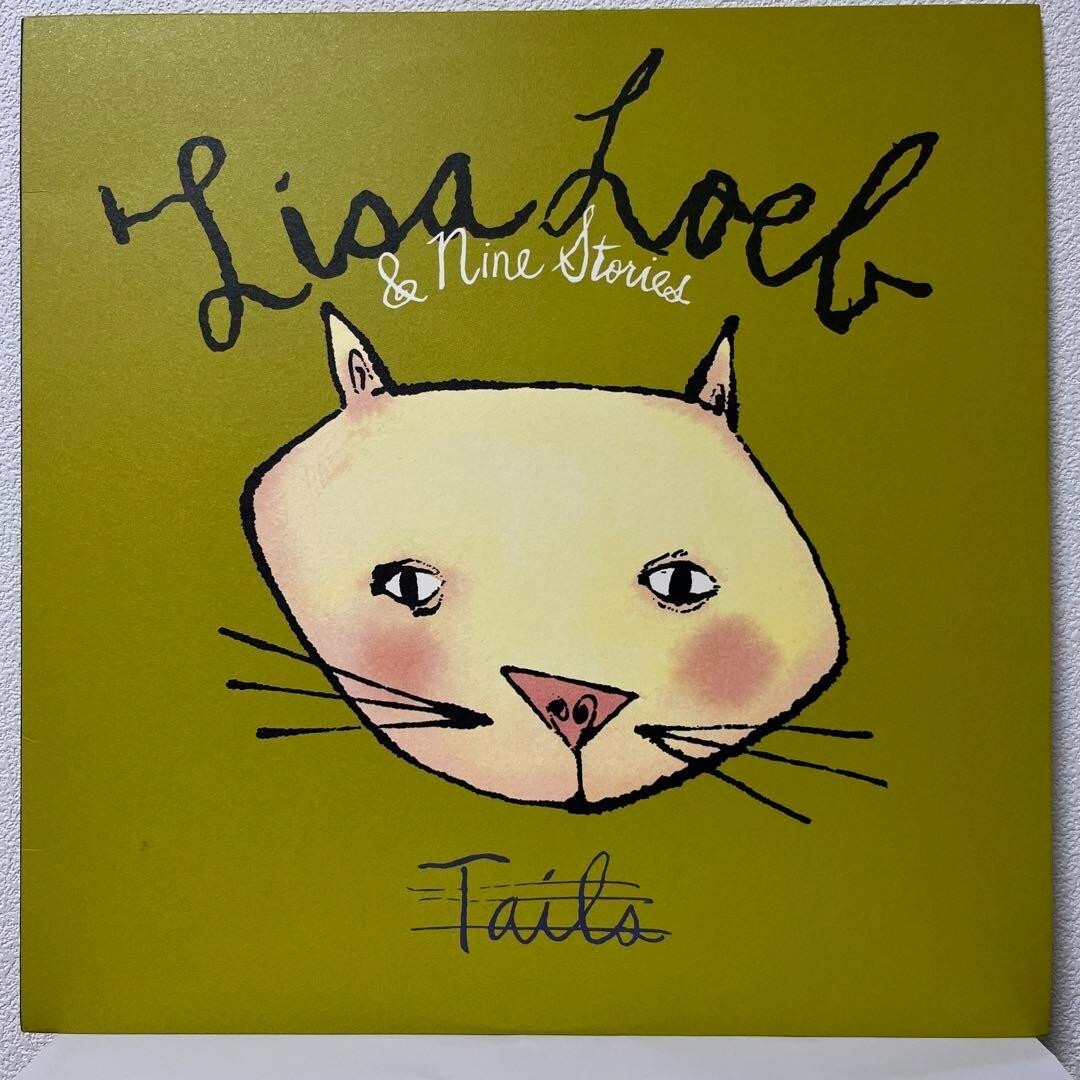 Lisa Loeb
& Nine Stories
Tails